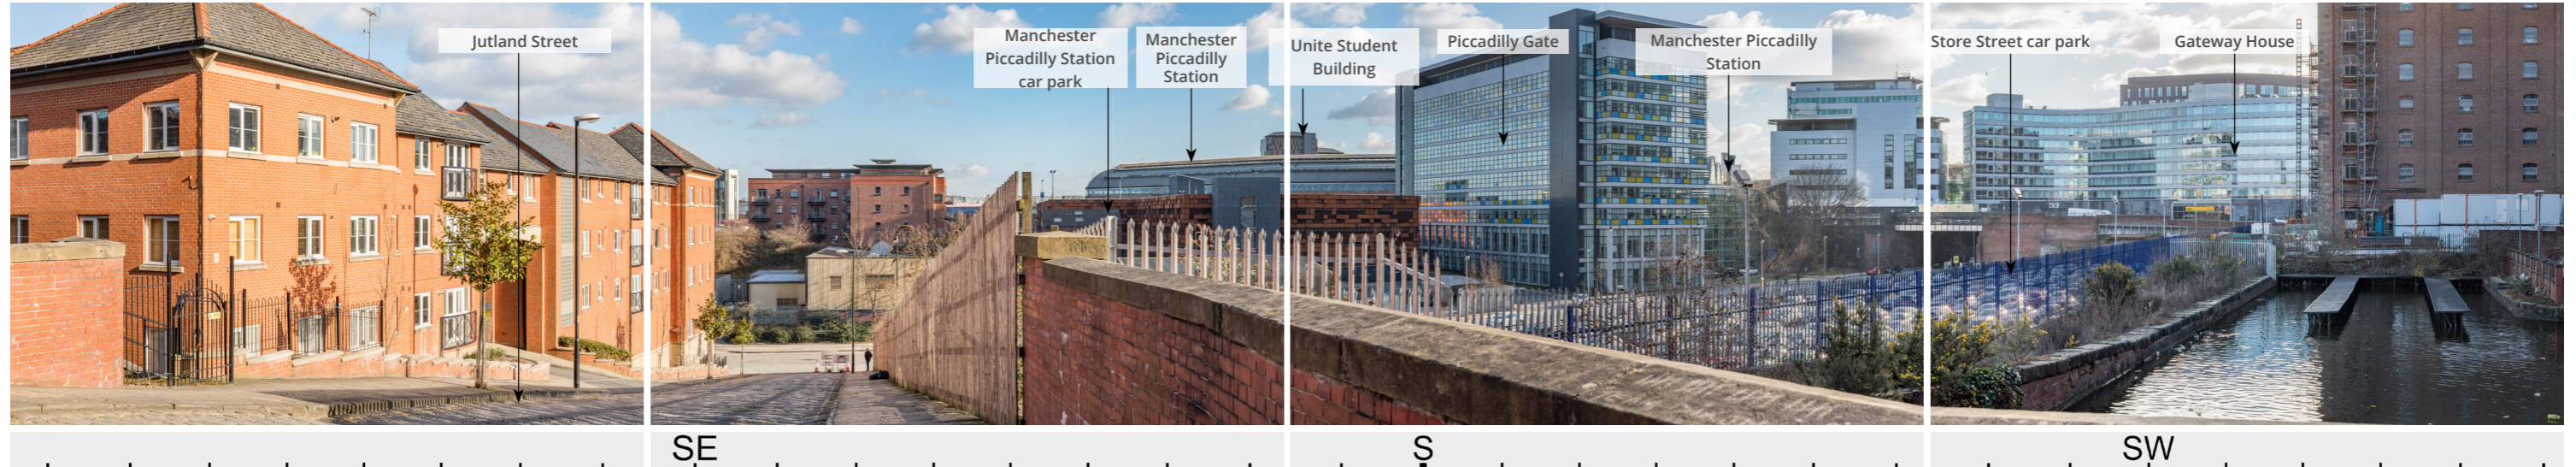 Jutland Street
Manchester
Piccadilly Station
car park
Manchester
Piccadilly
Station
Unite Student
Building
Piccadilly Gate
Manchester Piccadilly
Station
Store Street car park
Gateway House
SE
S
SW